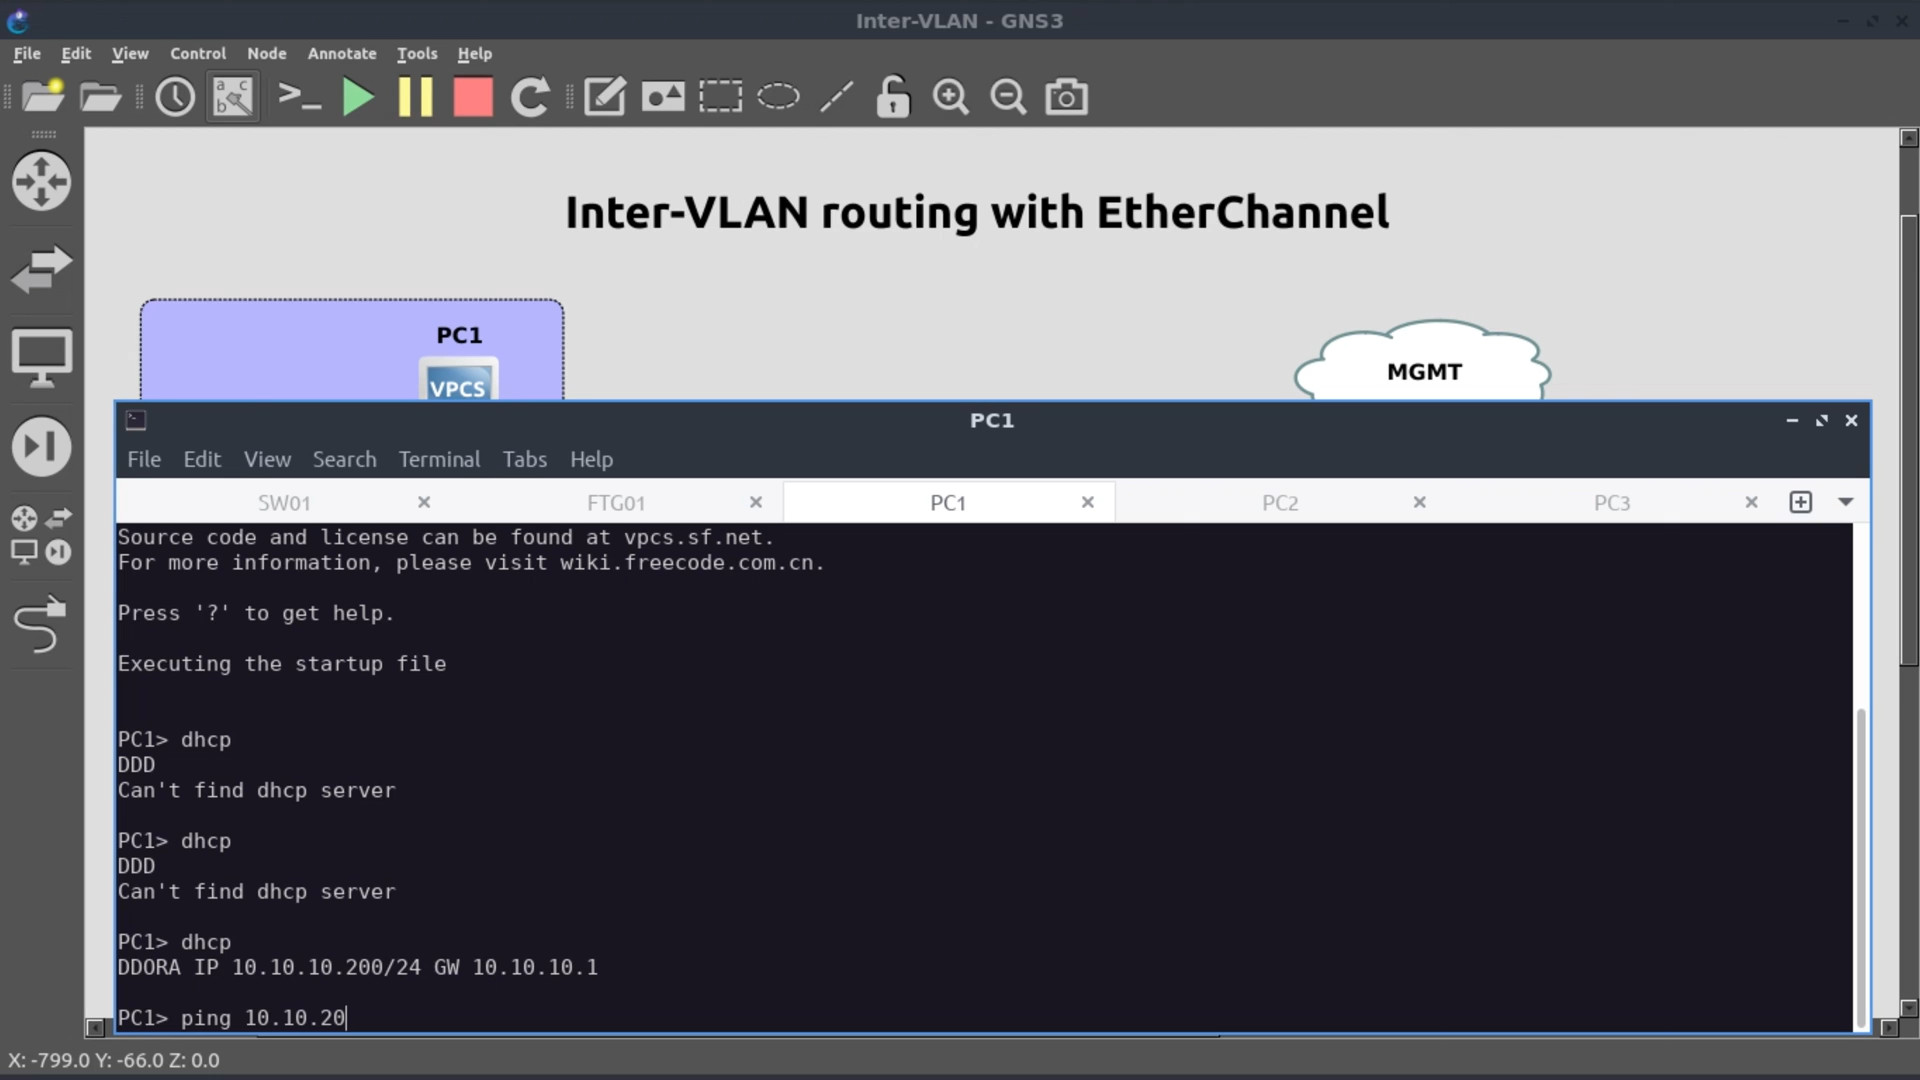 Inter-VLAN - GNS3
File Edit View Control Node Annotate Tools Help
a c
b
Inter-VLAN routing with EtherChannel
PC1
VPCS
MGMT
PC1
File Edit View Search Terminal Tabs Help
SW01 FTG01 PC1 PC2 PC3
Source code and license can be found at vpcs.sf.net.
For more information, please visit wiki.freecode.com.cn.
Press '?' to get help.
Executing the startup file
PC1> dhcp
DDD
Can't find dhcp server
PC1> dhcp
DDD
Can't find dhcp server
PC1> dhcp
DDORA IP 10.10.10.200/24 GW 10.10.10.1
PC1> ping 10.10.20
X: -799.0 Y: -66.0 Z: 0.0